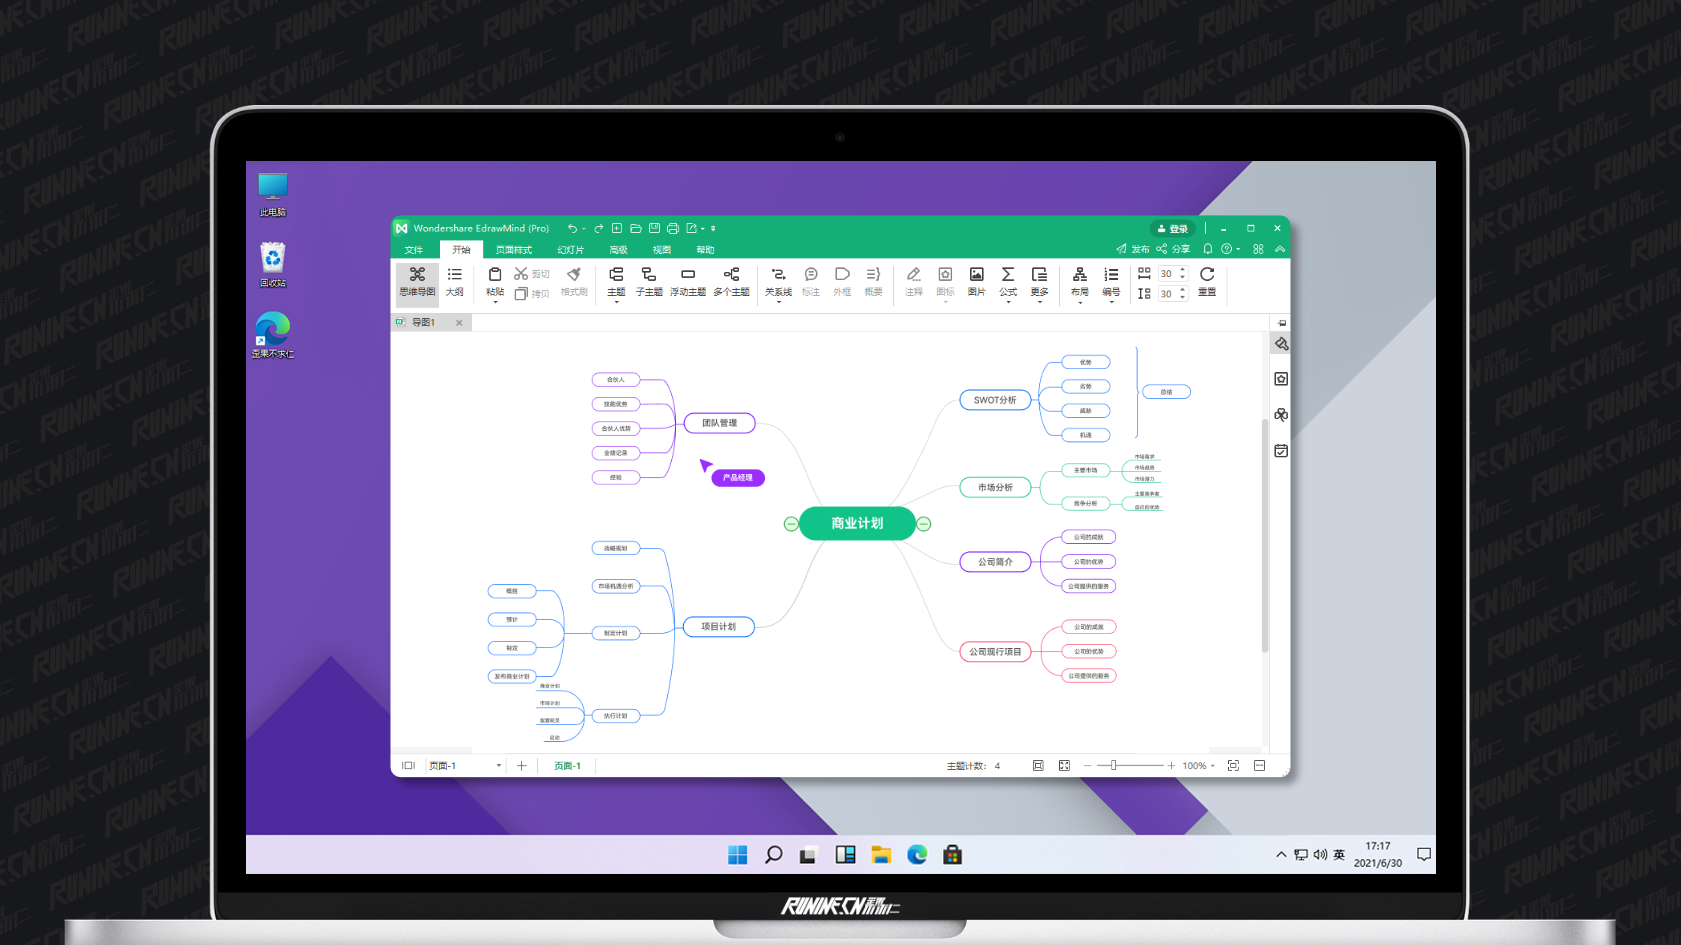 此电脑
回收站
歪果不求仁
Wondershare EdrawMind (Pro)
登录
文件
开始
页面样式
幻灯片
高级
视图
帮助
发布
分享
思维导图
大纲
粘贴
剪切
拷贝
格式刷
主题
子主题
浮动主题
多个主题
关系线
标注
外框
概要
注释
图标
图片
公式
更多
布局
编号
30
30
重置
导图1
合伙人
技能优势
合伙人优势
业绩记录
经验
团队管理
产品经理
商业计划
SWOT分析
优势
劣势
威胁
机遇
总结
市场分析
主要市场
市场需求
市场趋势
市场潜力
竞争分析
主要竞争者
自己的优势
公司简介
公司的成就
公司的优势
公司提供的服务
公司现行项目
公司的成就
公司的优势
公司提供的服务
项目计划
战略规划
市场机遇分析
制定计划
概括
预计
制定
发布商业计划
执行计划
商业计划
市场计划
配置职员
启动
页面-1
页面-1
主题计数: 4
100%
英
17:17
2021/6/30
RUNINE.CN